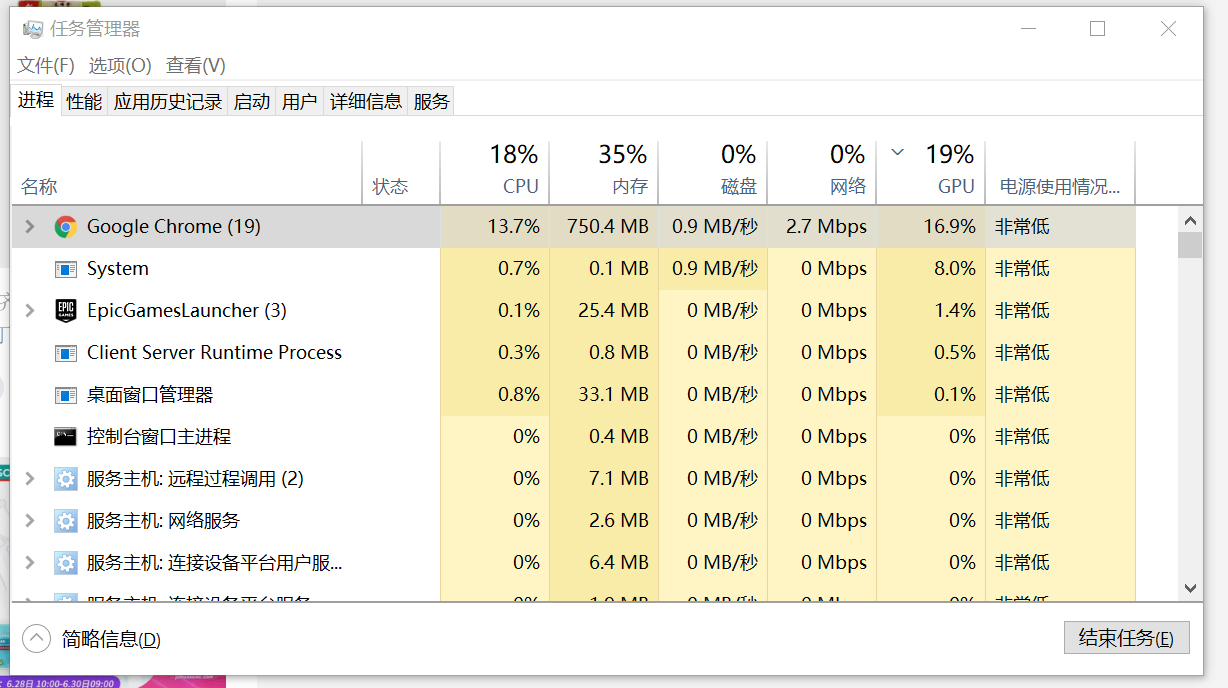 任务管理器
文件(F) 选项(O) 查看(V)
进程 性能 应用历史记录 启动 用户 详细信息 服务
18% 35% 0% 0% 19%
名称 状态 CPU 内存 磁盘 网络 GPU 电源使用情况...
Google Chrome (19) 13.7% 750.4 MB 0.9 MB/秒 2.7 Mbps 16.9% 非常低
System 0.7% 0.1 MB 0.9 MB/秒 0 Mbps 8.0% 非常低
EPIC GAMES EpicGamesLauncher (3) 0.1% 25.4 MB 0 MB/秒 0 Mbps 1.4% 非常低
Client Server Runtime Process 0.3% 0.8 MB 0 MB/秒 0 Mbps 0.5% 非常低
桌面窗口管理器 0.8% 33.1 MB 0 MB/秒 0 Mbps 0.1% 非常低
控制台窗口主进程 0% 0.4 MB 0 MB/秒 0 Mbps 0% 非常低
服务主机: 远程过程调用 (2) 0% 7.1 MB 0 MB/秒 0 Mbps 0% 非常低
服务主机: 网络服务 0% 2.6 MB 0 MB/秒 0 Mbps 0% 非常低
服务主机: 连接设备平台用户服... 0% 6.4 MB 0 MB/秒 0 Mbps 0% 非常低
简略信息(D) 结束任务(E)
6.28日 10:00-6.30日09:00